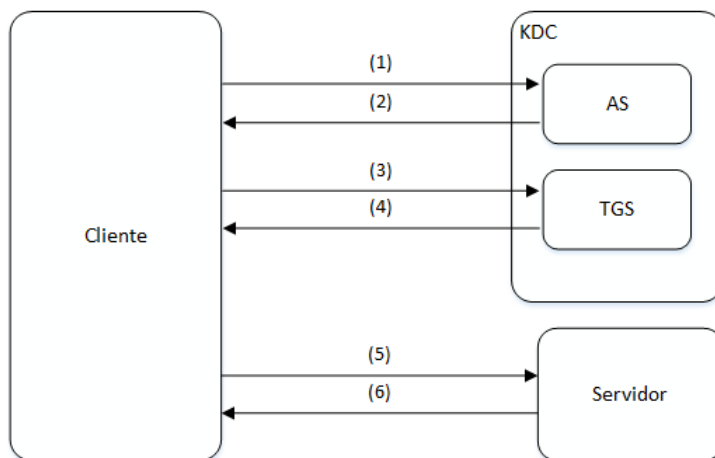 KDC
(1)
AS
(2)
(3)
TGS
(4)
Cliente
(5)
Servidor
(6)